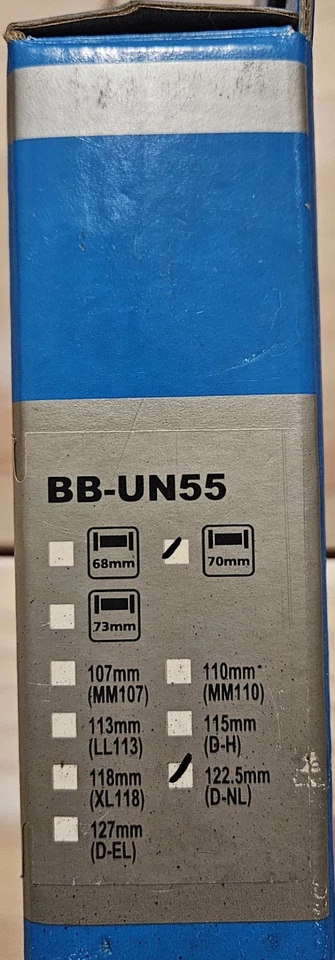 BB-UN55
68mm 70mm
73mm
107mm 110mm
(MM107) (MM110)
113mm 115mm
(LL113) (D-H)
118mm 122.5mm
(XL118) (D-NL)
127mm
(D-EL)